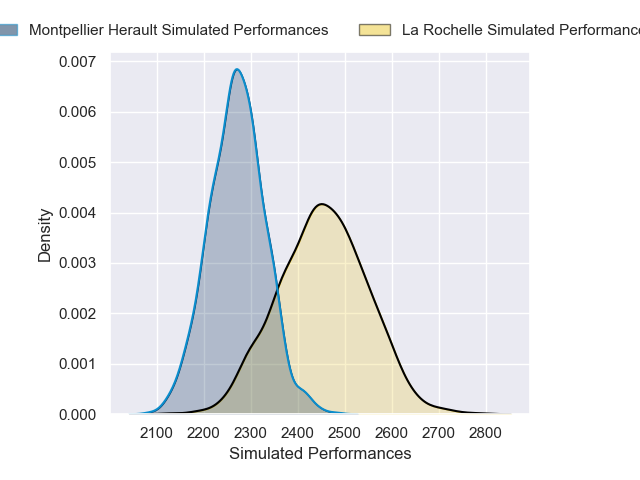 Montpellier Herault Simulated Performances
La Rochelle Simulated Performance
0.007
0.006
0.005
0.004
0.003
0.002
0.001
0.000
Density
2100 2200 2300 2400 2500 2600 2700 2800
Simulated Performances